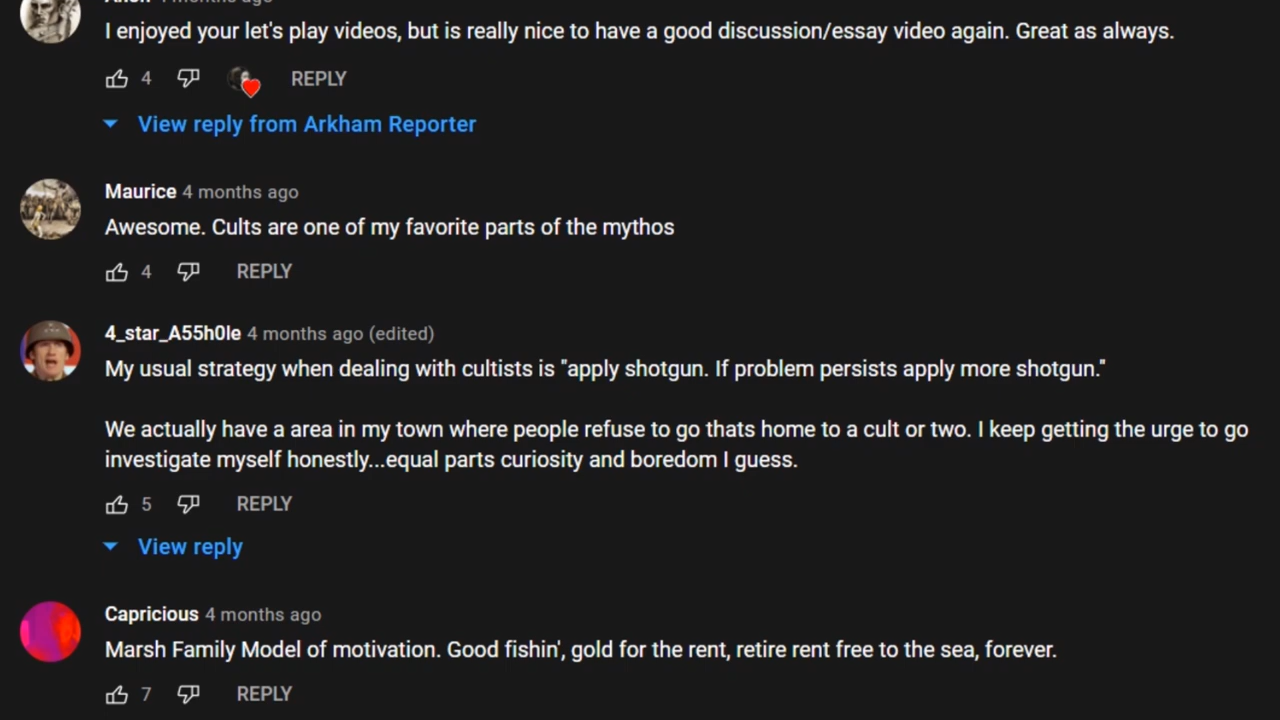 4 months ago
I enjoyed your let's play videos, but is really nice to have a good discussion/essay video again. Great as always.
4 REPLY
View reply from Arkham Reporter
Maurice 4 months ago
Awesome. Cults are one of my favorite parts of the mythos
4 REPLY
4_star_A55h0le 4 months ago (edited)
My usual strategy when dealing with cultists is "apply shotgun. If problem persists apply more shotgun."
We actually have a area in my town where people refuse to go thats home to a cult or two. I keep getting the urge to go
investigate myself honestly...equal parts curiosity and boredom I guess.
5 REPLY
View reply
Capricious 4 months ago
Marsh Family Model of motivation. Good fishin', gold for the rent, retire rent free to the sea, forever.
7 REPLY